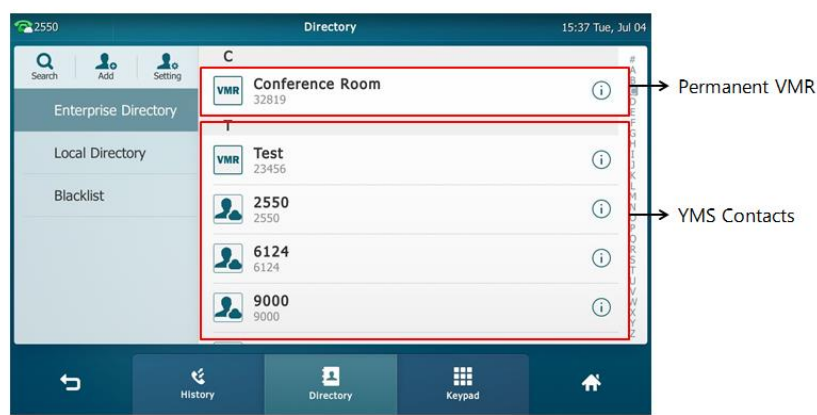 2550
Directory
15:37 Tue, Jul 04
Search
Add
Setting
Enterprise Directory
Local Directory
Blacklist
C
VMR
Conference Room
32819
T
VMR
Test
23456
2550
2550
6124
6124
9000
9000
#
A
B
D
E
F
G
H
I
J
K
L
M
N
O
P
Q
R
S
T
U
V
W
X
Y
Z
Permanent VMR
YMS Contacts
History
Directory
Keypad